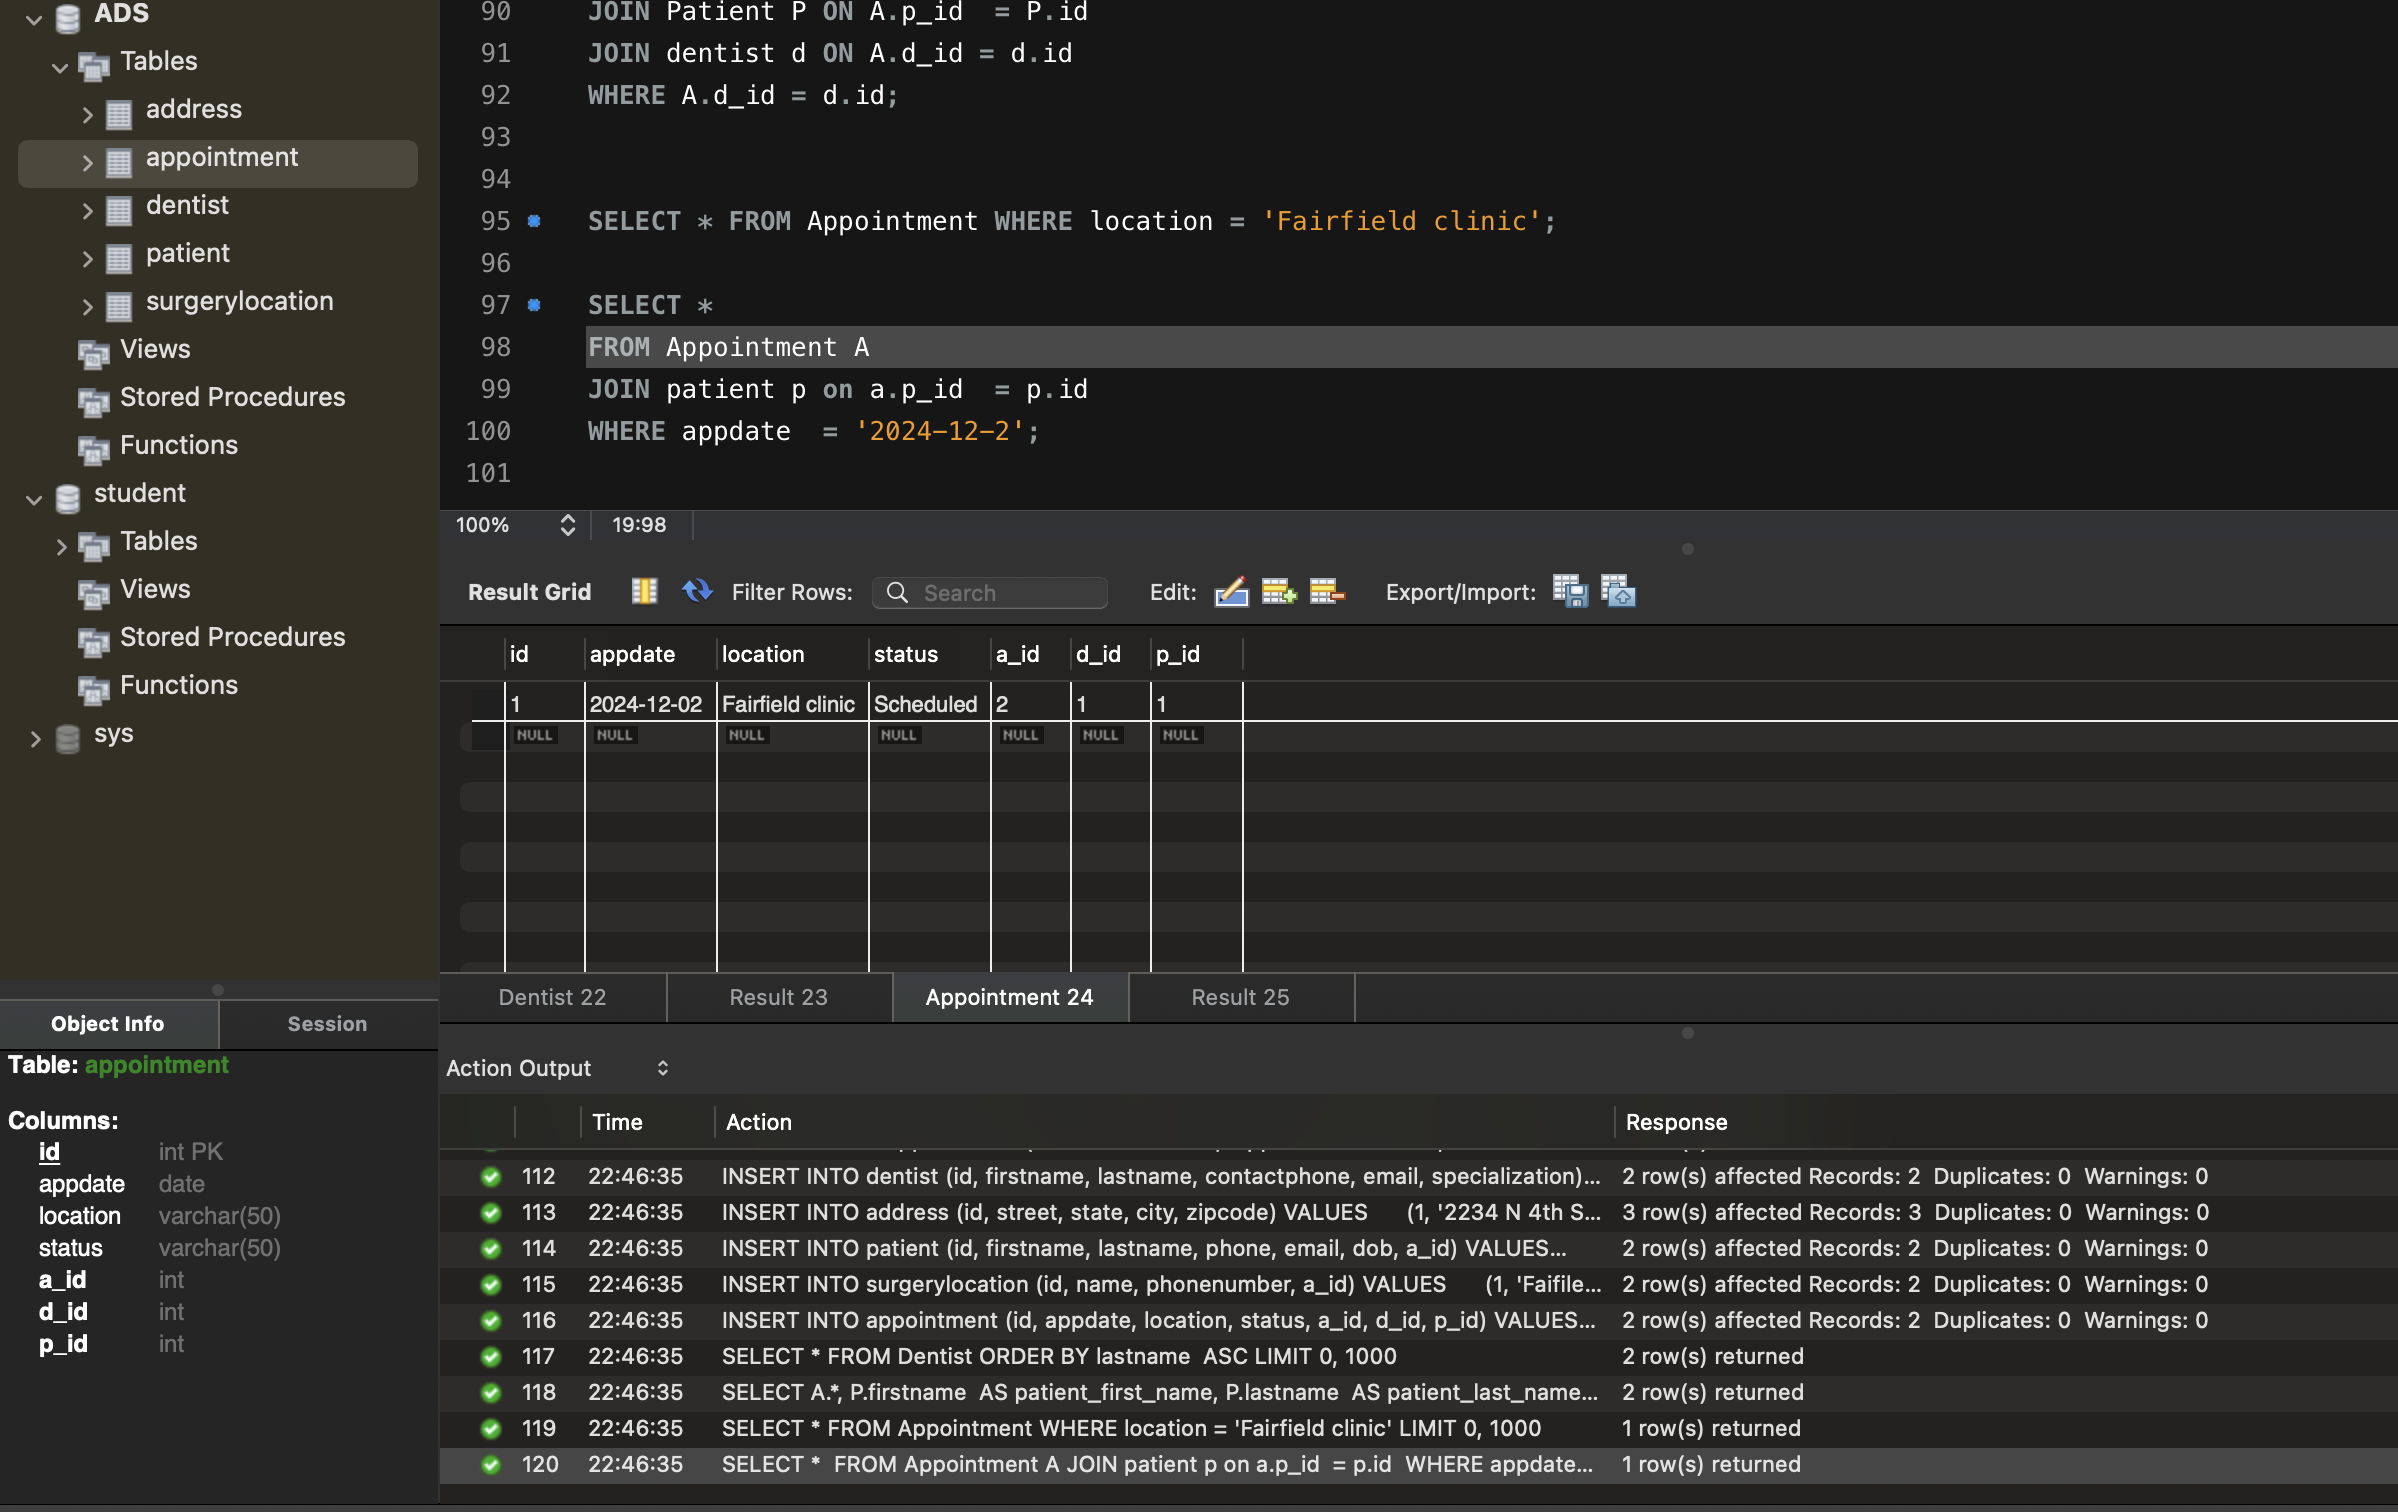 ADS
Tables
address
appointment
dentist
patient
surgerylocation
Views
Stored Procedures
Functions
student
Tables
Views
Stored Procedures
Functions
sys
Object Info Session
Table: appointment
Columns:
id int PK
appdate date
location varchar(50)
status varchar(50)
a_id int
d_id int
p_id int
90 JOIN Patient P ON A.p_id  = P.id
91 JOIN dentist d ON A.d_id = d.id
92 WHERE A.d_id = d.id;
93
94
95 SELECT * FROM Appointment WHERE location = 'Fairfield clinic';
96
97 SELECT *
98 FROM Appointment A
99 JOIN patient p on a.p_id  = p.id
100 WHERE appdate  = '2024-12-2';
101
100% 19:98
Result Grid Filter Rows: Search Edit: Export/Import:
id appdate location status a_id d_id p_id
1 2024-12-02 Fairfield clinic Scheduled 2 1 1
NULL NULL NULL NULL NULL NULL NULL
Dentist 22 Result 23 Appointment 24 Result 25
Action Output
Time Action Response
112 22:46:35 INSERT INTO dentist (id, firstname, lastname, contactphone, email, specialization)... 2 row(s) affected Records: 2  Duplicates: 0  Warnings: 0
113 22:46:35 INSERT INTO address (id, street, state, city, zipcode) VALUES (1, '2234 N 4th S... 3 row(s) affected Records: 3  Duplicates: 0  Warnings: 0
114 22:46:35 INSERT INTO patient (id, firstname, lastname, phone, email, dob, a_id) VALUES... 2 row(s) affected Records: 2  Duplicates: 0  Warnings: 0
115 22:46:35 INSERT INTO surgerylocation (id, name, phonenumber, a_id) VALUES (1, 'Faifile... 2 row(s) affected Records: 2  Duplicates: 0  Warnings: 0
116 22:46:35 INSERT INTO appointment (id, appdate, location, status, a_id, d_id, p_id) VALUES... 2 row(s) affected Records: 2  Duplicates: 0  Warnings: 0
117 22:46:35 SELECT * FROM Dentist ORDER BY lastname  ASC LIMIT 0, 1000 2 row(s) returned
118 22:46:35 SELECT A.*, P.firstname  AS patient_first_name, P.lastname  AS patient_last_name... 2 row(s) returned
119 22:46:35 SELECT * FROM Appointment WHERE location = 'Fairfield clinic' LIMIT 0, 1000 1 row(s) returned
120 22:46:35 SELECT *  FROM Appointment A JOIN patient p on a.p_id  = p.id  WHERE appdate... 1 row(s) returned